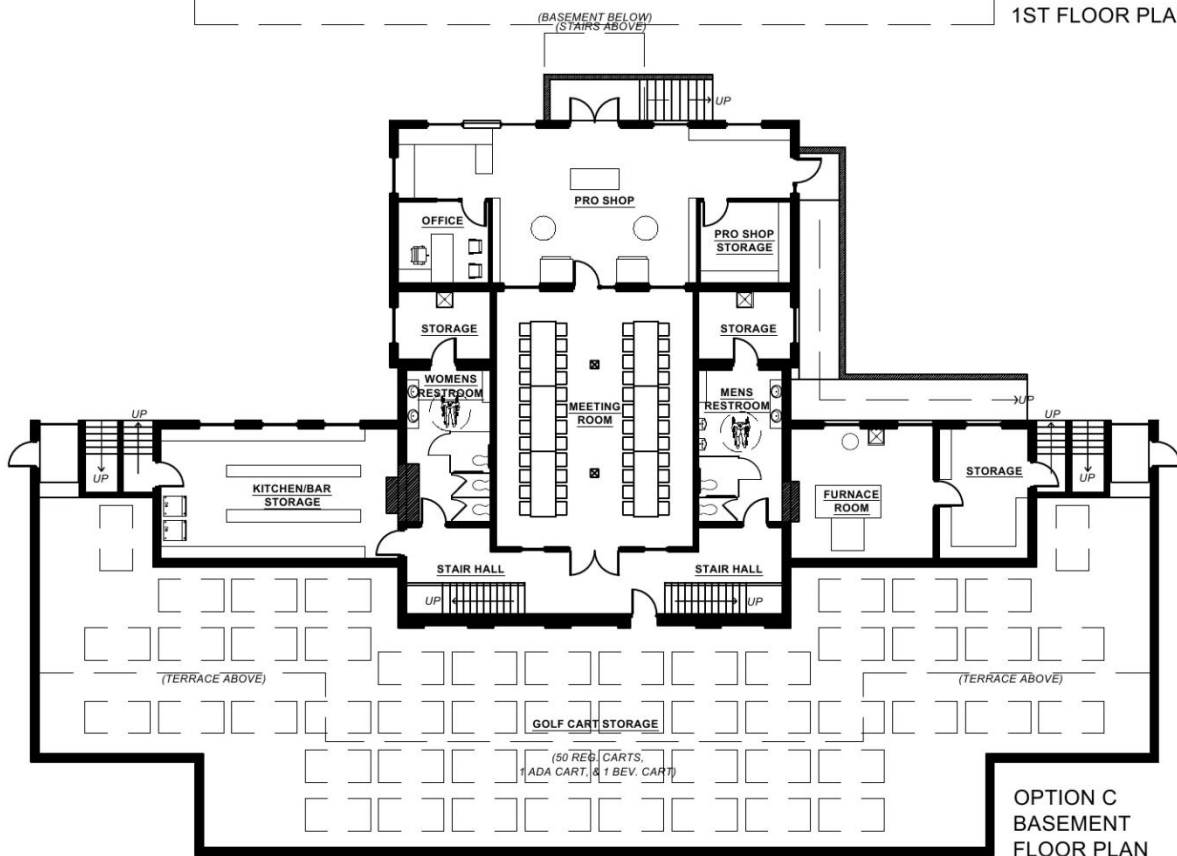 1ST FLOOR PLA
(BASEMENT BELOW)
(STAIRS ABOVE)
UP
PRO SHOP
OFFICE
PRO SHOP
STORAGE
STORAGE
STORAGE
WOMENS
RESTROOM
MENS
RESTROOM
MEETING
ROOM
UP
UP
UP
UP
UP
KITCHEN/BAR
STORAGE
FURNACE
ROOM
STORAGE
STAIR HALL
STAIR HALL
UP
UP
(TERRACE ABOVE)
(TERRACE ABOVE)
GOLF CART STORAGE
(50 REG. CARTS,
1 ADA CART, & 1 BEV. CART)
OPTION C
BASEMENT
FLOOR PLAN